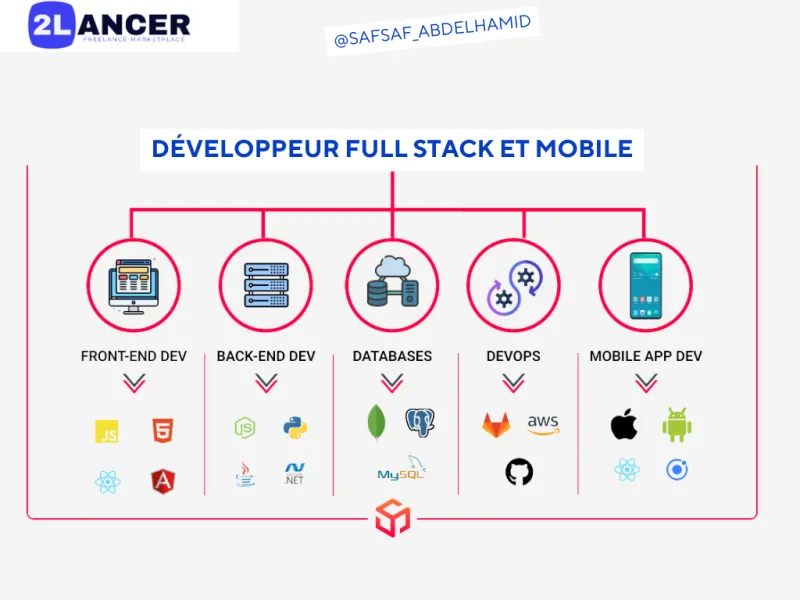 2LANCER
FREELANCE MARKETPLACE
@SAFSAF_ABDELHAMID
DÉVELOPPEUR FULL STACK ET MOBILE
FRONT-END DEV
BACK-END DEV
DATABASES
DEVOPS
MOBILE APP DEV
JS
JS
aws
MySQL
Java
.NET